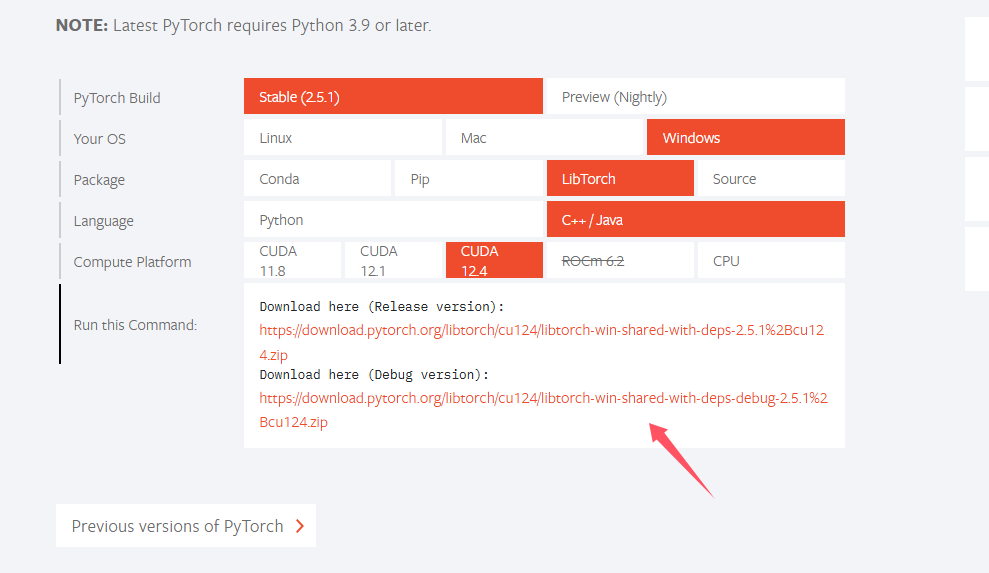 NOTE: Latest PyTorch requires Python 3.9 or later.
PyTorch Build
Stable (2.5.1)
Preview (Nightly)
Your OS
Linux
Mac
Windows
Package
Conda
Pip
LibTorch
Source
Language
Python
C++ / Java
Compute Platform
CUDA
11.8
CUDA
12.1
CUDA
12.4
ROCm 6.2
CPU
Run this Command:
Download here (Release version):
https://download.pytorch.org/libtorch/cu124/libtorch-win-shared-with-deps-2.5.1%2Bcu12
4.zip
Download here (Debug version):
https://download.pytorch.org/libtorch/cu124/libtorch-win-shared-with-deps-debug-2.5.1%2
Bcu124.zip
Previous versions of PyTorch